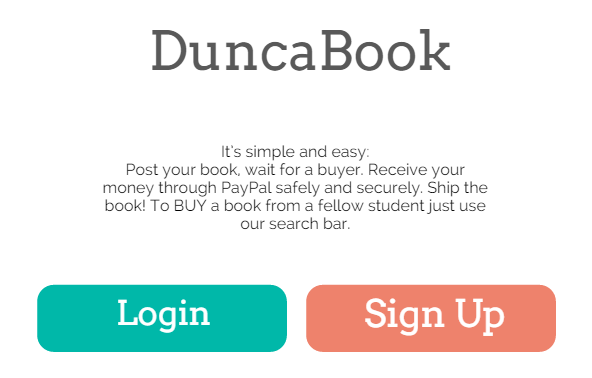 DuncaBook
It's simple and easy:
Post your book, wait for a buyer. Receive your
money through PayPal safely and securely. Ship the
book! To BUY a book from a fellow student just use
our search bar.
Login
Sign Up